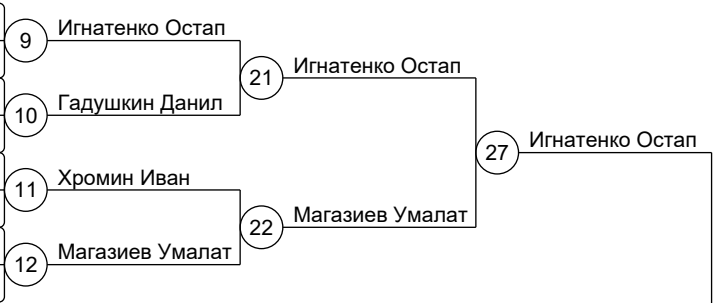 Игнатенко Остап
9
Игнатенко Остап
21
Гадушкин Данил
10
Игнатенко Остап
27
Хромин Иван
11
Магазиев Умалат
22
Магазиев Умалат
12